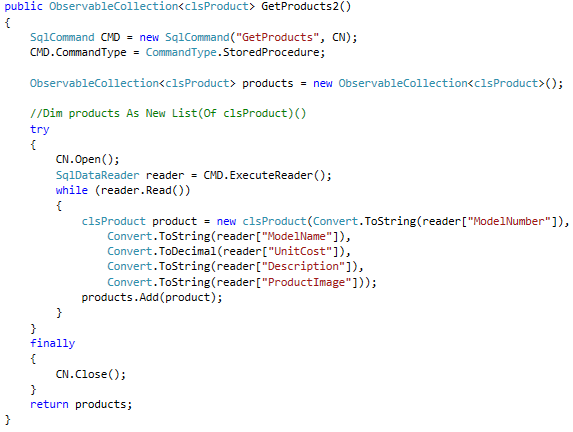 public ObservableCollection<clsProduct> GetProducts2()
{
    SqlCommand CMD = new SqlCommand("GetProducts", CN);
    CMD.CommandType = CommandType.StoredProcedure;

    ObservableCollection<clsProduct> products = new ObservableCollection<clsProduct>();

    //Dim products As New List(Of clsProduct)()
    try
    {
        CN.Open();
        SqlDataReader reader = CMD.ExecuteReader();
        while (reader.Read())
        {
            clsProduct product = new clsProduct(Convert.ToString(reader["ModelNumber"]),
                Convert.ToString(reader["ModelName"]),
                Convert.ToDecimal(reader["UnitCost"]),
                Convert.ToString(reader["Description"]),
                Convert.ToString(reader["ProductImage"]));
            products.Add(product);
        }
    }
    finally
    {
        CN.Close();
    }
    return products;
}